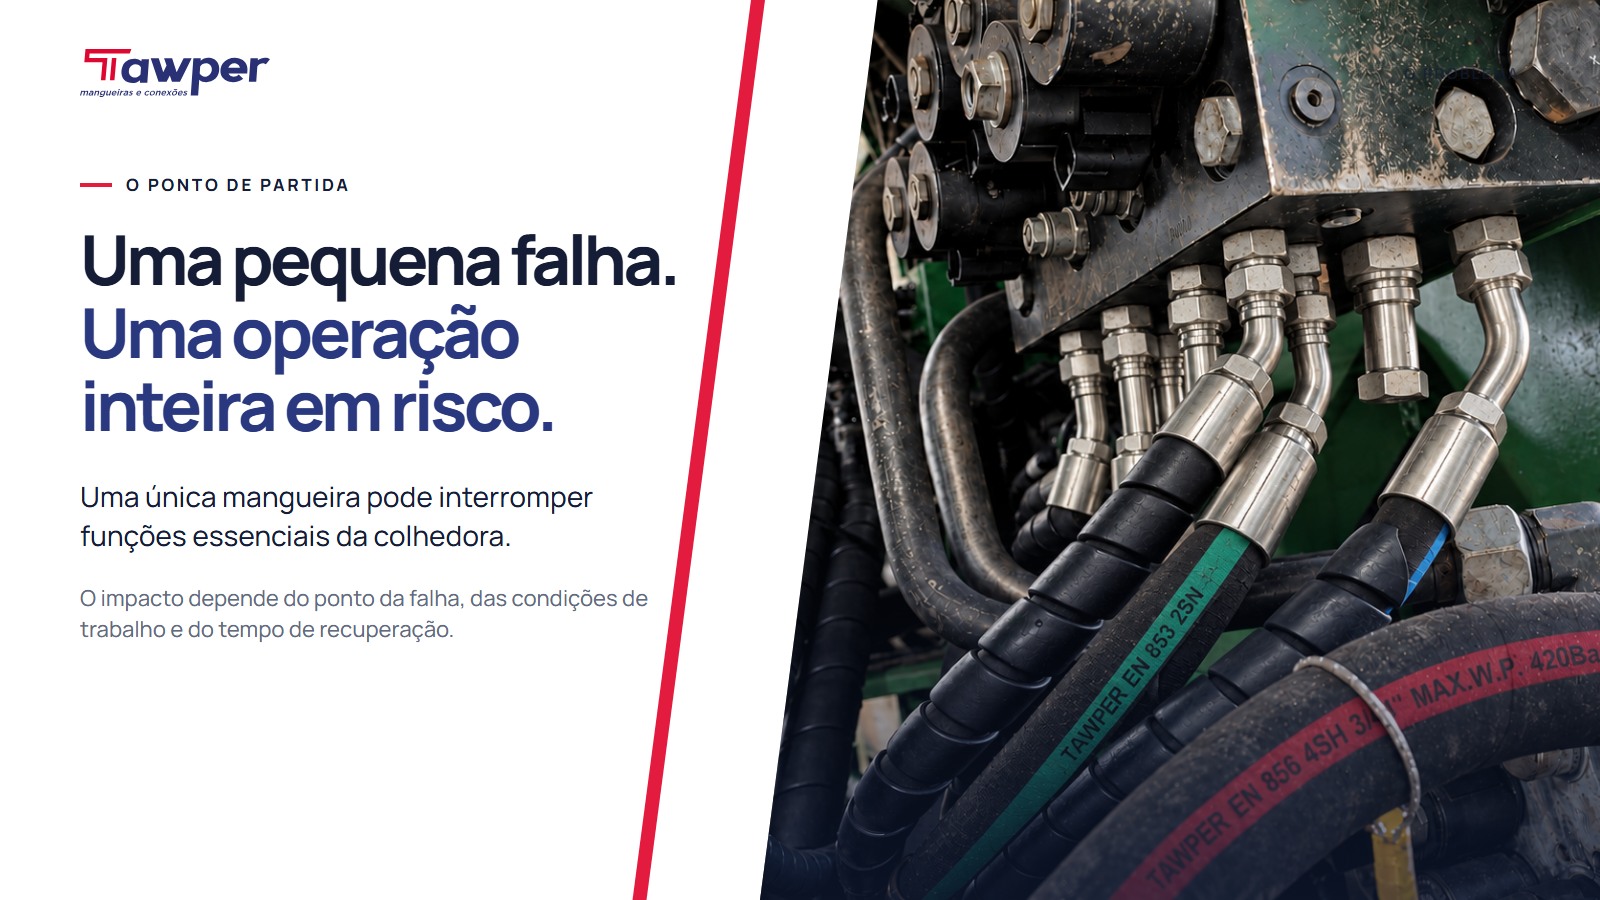 Tawper
mangueiras e conexões
O PONTO DE PARTIDA
Uma pequena falha.
Uma operação
inteira em risco.
Uma única mangueira pode interromper
funções essenciais da colhedora.
O impacto depende do ponto da falha, das condições de
trabalho e do tempo de recuperação.
TAWPER EN 853 2SN
TAWPER EN 856 4SH MAX.W.P. 420Ba